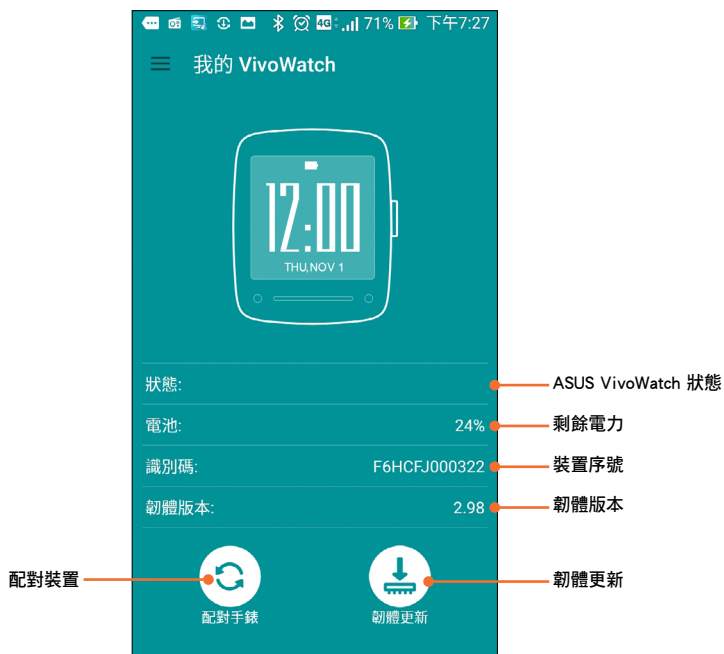 4G 71% 下午7:27
我的 VivoWatch
12:00
THU,NOV 1
狀態:
ASUS VivoWatch 狀態
電池: 24%
剩餘電力
識別碼: F6HCFJ000322
裝置序號
韌體版本: 2.98
韌體版本
配對裝置
配對手錶
韌體更新
韌體更新